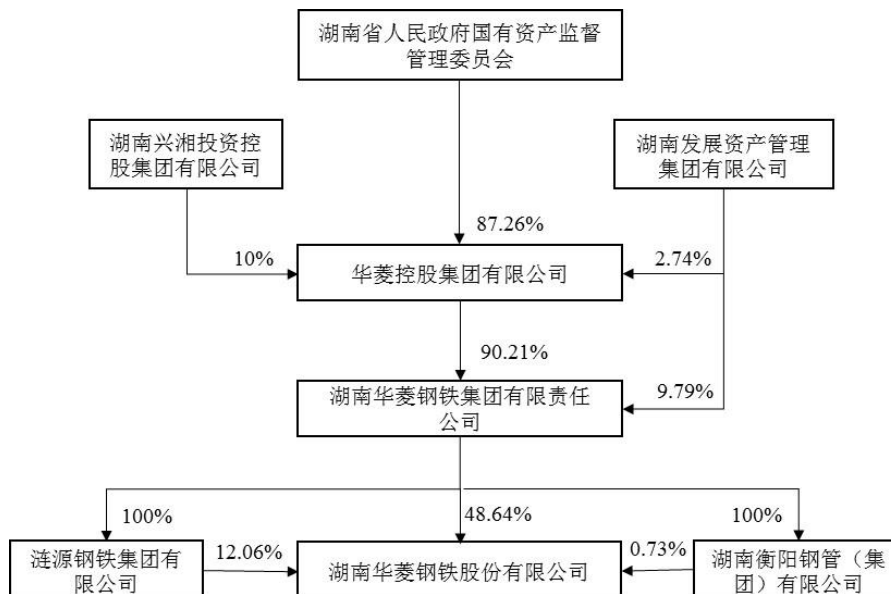 湖南省人民政府国有资产监督
管理委员会
湖南兴湘投资控
股集团有限公司
湖南发展资产管理
集团有限公司
87.26%
10%
华菱控股集团有限公司
2.74%
90.21%
湖南华菱钢铁集团有限责任
公司
9.79%
100%
48.64%
100%
涟源钢铁集团有
限公司
12.06%
湖南华菱钢铁股份有限公司
0.73%
湖南衡阳钢管（集
团）有限公司